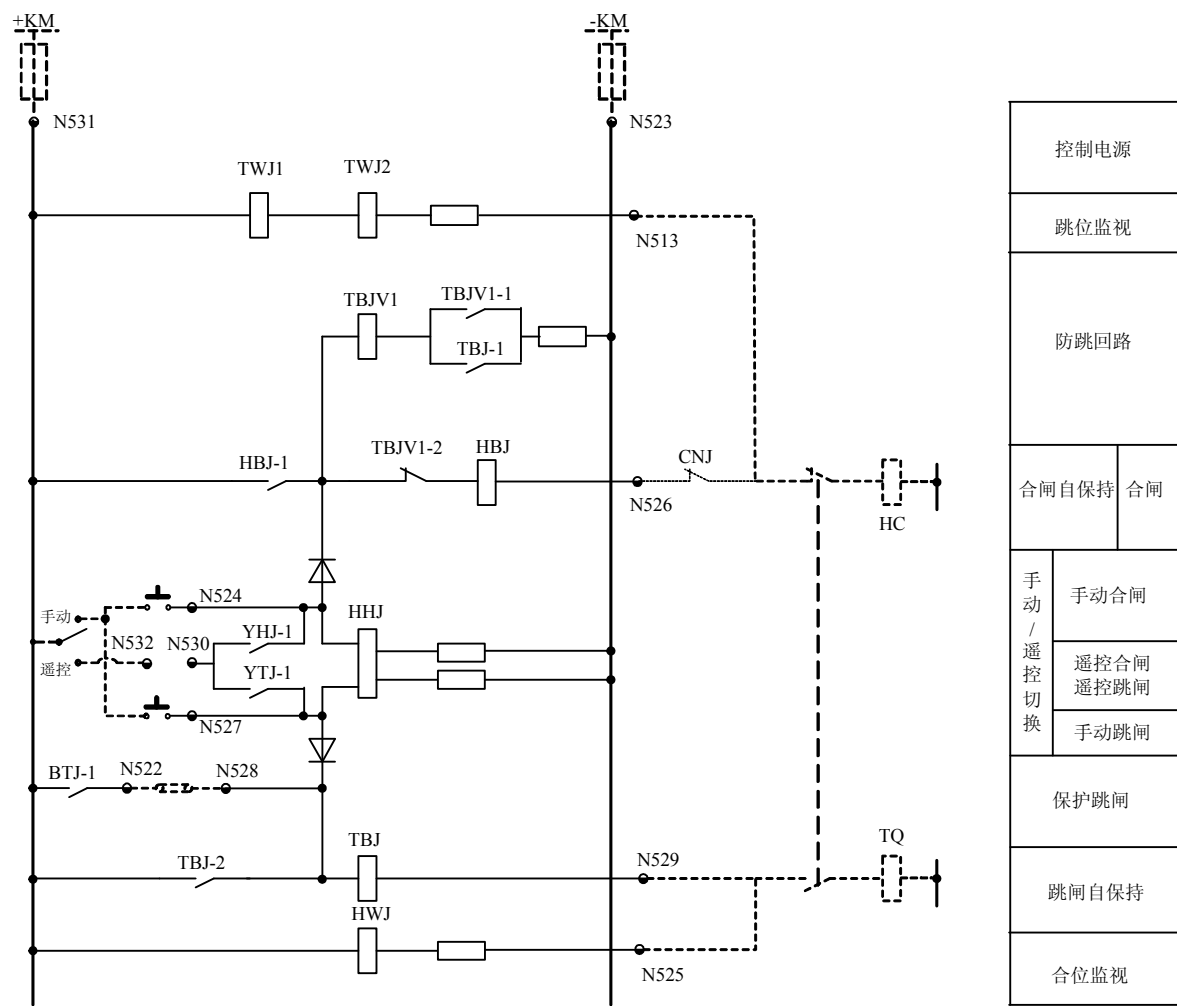 +KM
-KM
N531
N523
TWJ1
TWJ2
N513
TBJV1
TBJV1-1
TBJ-1
HBJ-1
TBJV1-2
HBJ
N526
CNJ
HC
手动
N524
HHJ
N532
N530
YHJ-1
遥控
YTJ-1
N527
BTJ-1
N522
N528
TBJ-2
TBJ
N529
TQ
HWJ
N525
控制电源
跳位监视
防跳回路
合闸自保持
合闸
手动/遥控切换
手动合闸
遥控合闸
遥控跳闸
手动跳闸
保护跳闸
跳闸自保持
合位监视